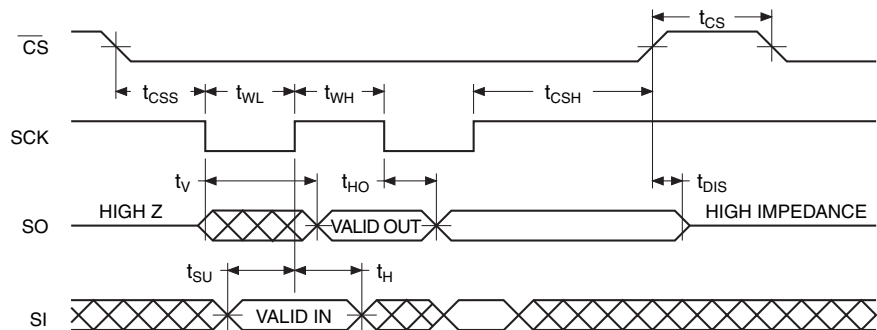 CS
tCS
tCSS tWL tWH tCSH
SCK
tV tHO tDIS
SO HIGH Z VALID OUT HIGH IMPEDANCE
tSU tH
SI VALID IN